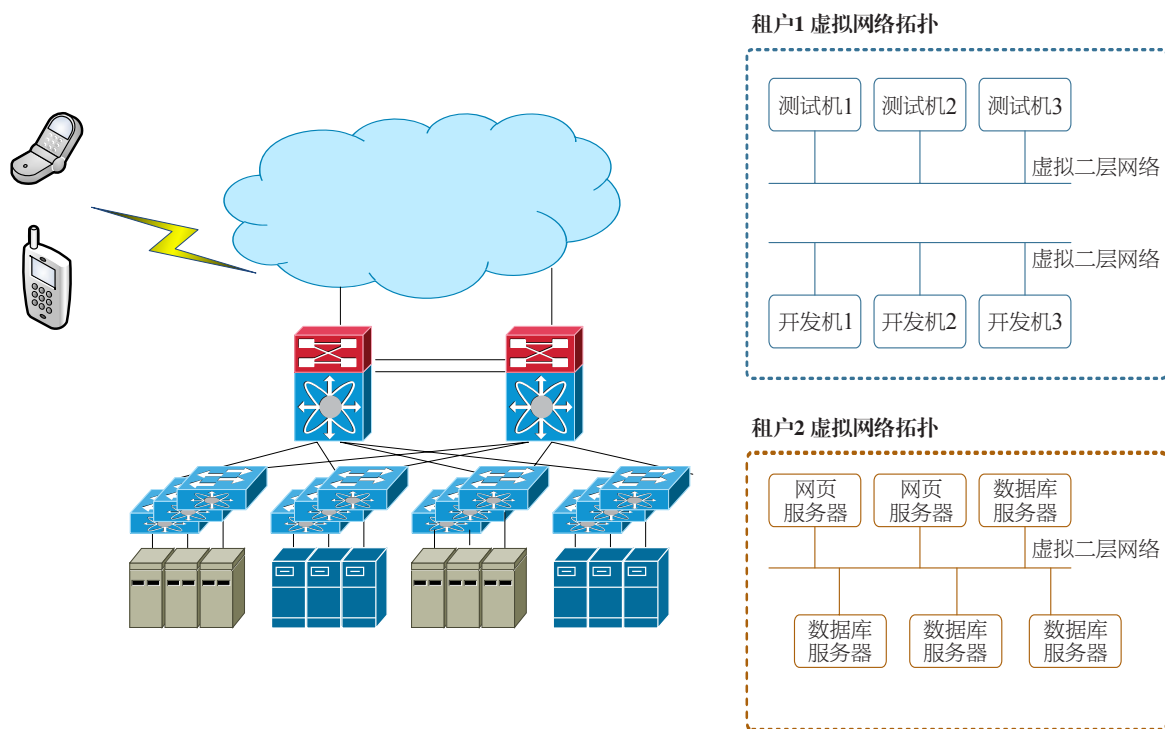 租户1 虚拟网络拓扑
测试机1
测试机2
测试机3
虚拟二层网络
虚拟二层网络
开发机1
开发机2
开发机3
租户2 虚拟网络拓扑
网页
服务器
网页
服务器
数据库
服务器
虚拟二层网络
数据库
服务器
数据库
服务器
数据库
服务器